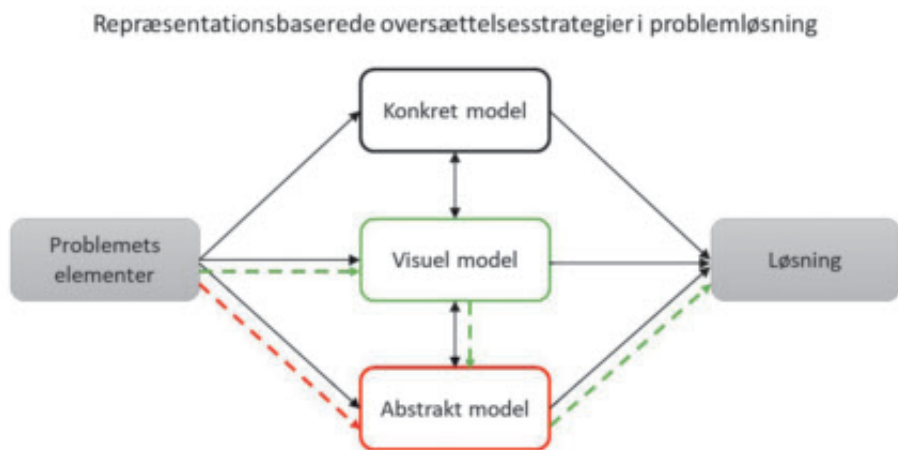 Repræsentationsbaserede oversættelsesstrategier i problemløsning
Konkret model
Problemets
elementer
Visuel model
Løsning
Abstrakt model